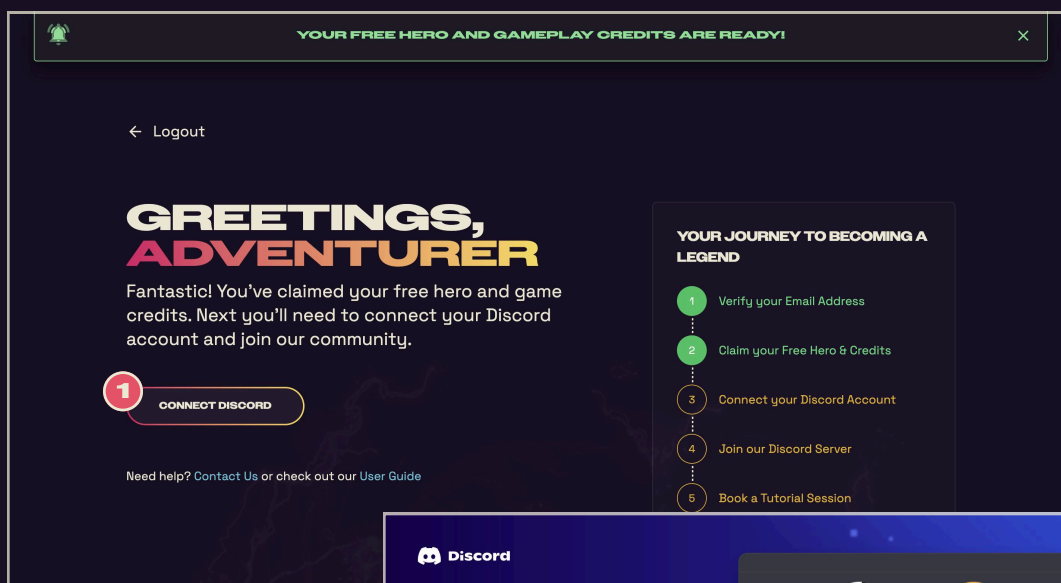 YOUR FREE HERO AND GAMEPLAY CREDITS ARE READY!
Logout
GREETINGS,
ADVENTURER
Fantastic! You've claimed your free hero and game
credits. Next you'll need to connect your Discord
account and join our community.
1
CONNECT DISCORD
Need help? Contact Us or check out our User Guide
YOUR JOURNEY TO BECOMING A
LEGEND
1 Verify your Email Address
2 Claim your Free Hero & Credits
3 Connect your Discord Account
4 Join our Discord Server
5 Book a Tutorial Session
Discord